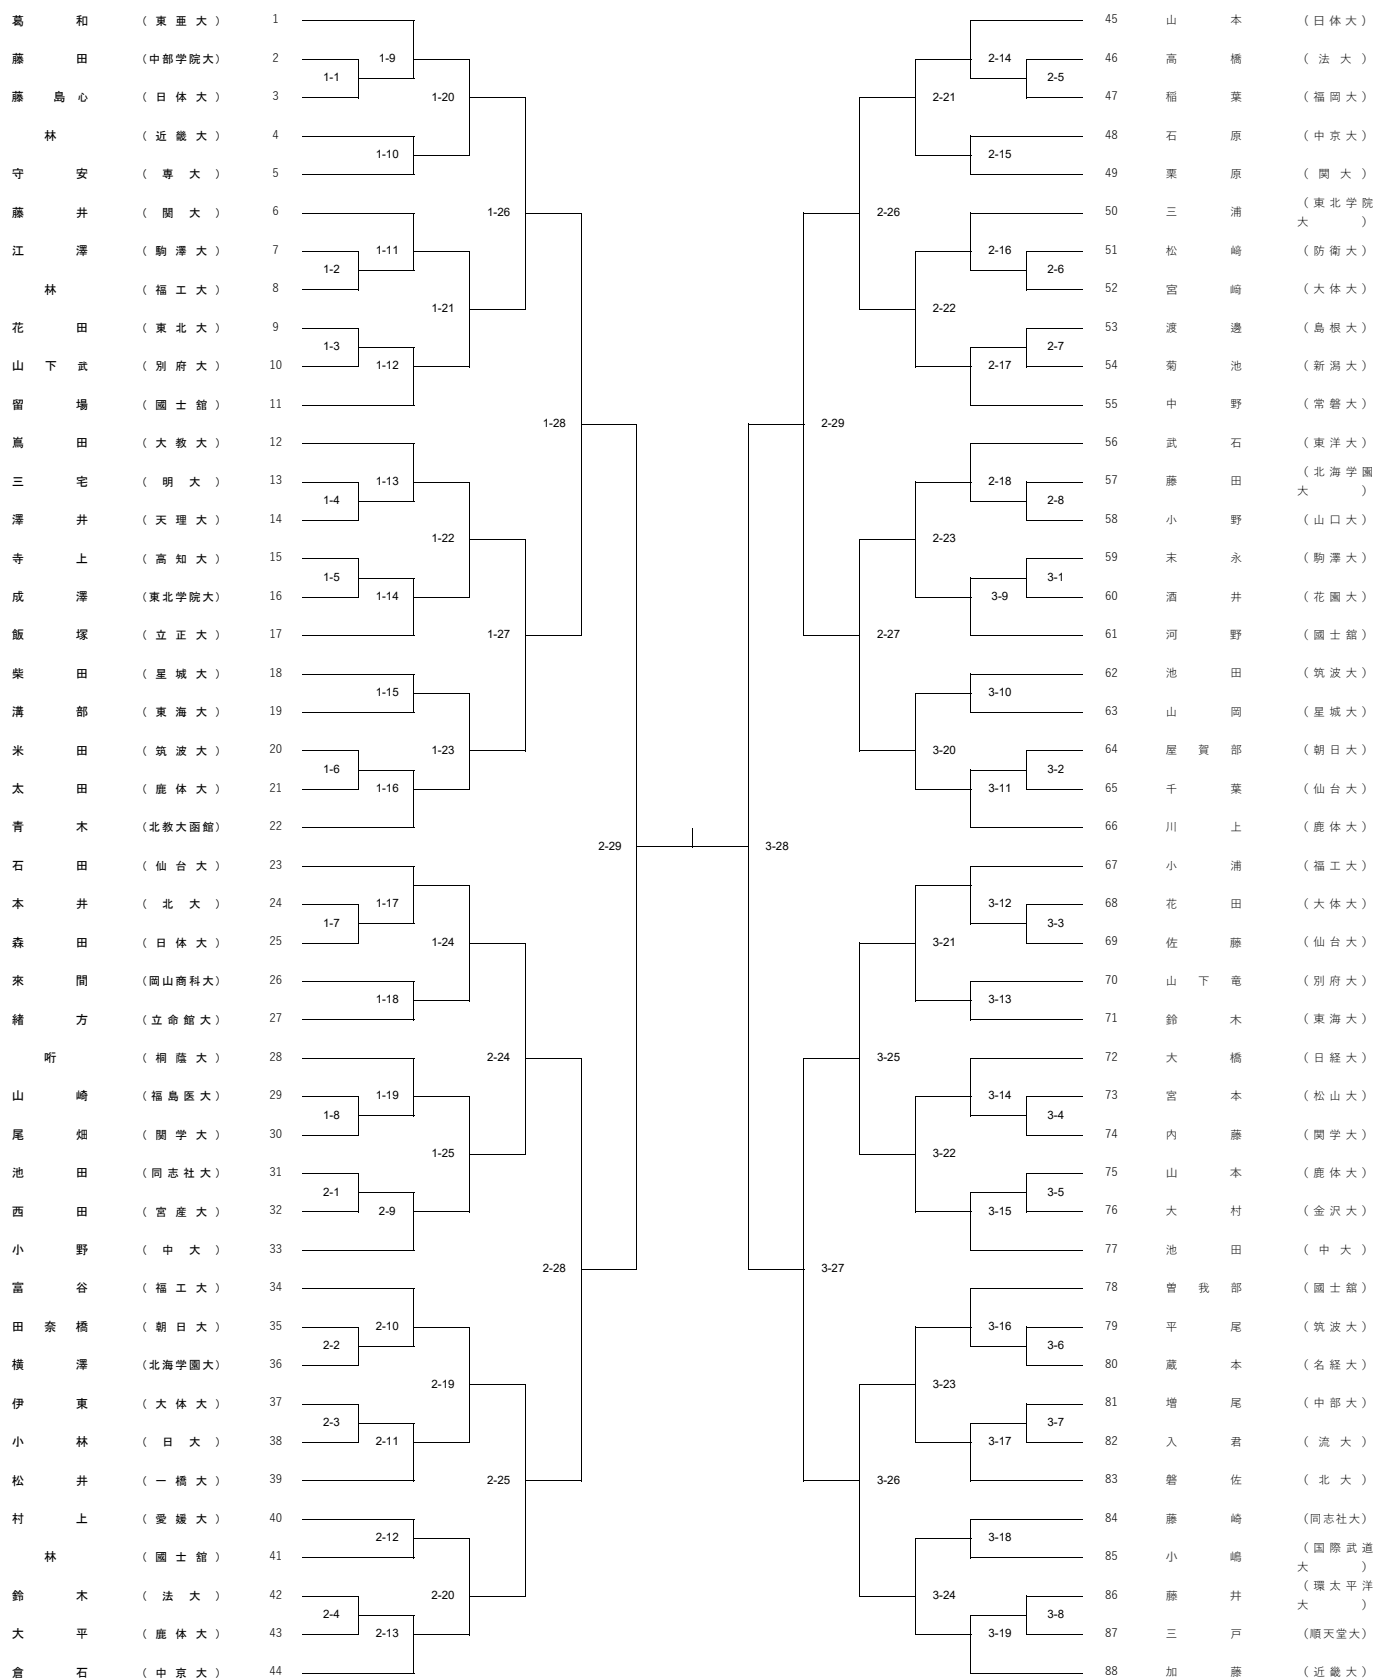 葛和 (東亜大) 1
藤田 (中部学院大) 2
藤島心 (日体大) 3
林 (近畿大) 4
守安 (専大) 5
藤井 (関大) 6
江澤 (駒澤大) 7
林 (福工大) 8
花田 (東北大) 9
山下武 (別府大) 10
留場 (國士舘) 11
嶌田 (大教大) 12
三宅 (明大) 13
澤井 (天理大) 14
寺上 (高知大) 15
成澤 (東北学院大) 16
飯塚 (立正大) 17
柴田 (星城大) 18
溝部 (東海大) 19
米田 (筑波大) 20
太田 (鹿体大) 21
青木 (北教大函館) 22
石田 (仙台大) 23
本井 (北大) 24
森田 (日体大) 25
來間 (岡山商科大) 26
緒方 (立命館大) 27
哘 (桐蔭大) 28
山崎 (福島医大) 29
尾畑 (関学大) 30
池田 (同志社大) 31
西田 (宮産大) 32
小野 (中大) 33
富谷 (福工大) 34
田奈橋 (朝日大) 35
横澤 (北海学園大) 36
伊東 (大体大) 37
小林 (日大) 38
松井 (一橋大) 39
村上 (愛媛大) 40
林 (國士舘) 41
鈴木 (法大) 42
大平 (鹿体大) 43
倉石 (中京大) 44
1-1
1-2
1-3
1-4
1-5
1-6
1-7
1-8
2-1
2-2
2-3
2-4
1-9
1-10
1-11
1-12
1-13
1-14
1-15
1-16
1-17
1-18
1-19
2-9
2-10
2-11
2-12
2-13
1-20
1-21
1-22
1-23
1-24
1-25
2-19
2-20
1-26
1-27
2-24
2-25
1-28
2-28
2-29
3-28
2-29
3-27
2-26
2-27
3-25
3-26
2-21
2-22
2-23
3-20
3-21
3-22
3-23
3-24
2-14
2-15
2-16
2-17
2-18
3-9
3-10
3-11
3-12
3-13
3-14
3-15
3-16
3-17
3-18
3-19
2-5
2-6
2-7
2-8
3-1
3-2
3-3
3-4
3-5
3-6
3-7
3-8
45 山本 (日体大)
46 高橋 (法大)
47 稲葉 (福岡大)
48 石原 (中京大)
49 栗原 (関大)
50 三浦 (東北学院大)
51 松﨑 (防衛大)
52 宮﨑 (大体大)
53 渡邊 (島根大)
54 菊池 (新潟大)
55 中野 (常磐大)
56 武石 (東洋大)
57 藤田 (北海学園大)
58 小野 (山口大)
59 末永 (駒澤大)
60 酒井 (花園大)
61 河野 (國士舘)
62 池田 (筑波大)
63 山岡 (星城大)
64 屋賀部 (朝日大)
65 千葉 (仙台大)
66 川上 (鹿体大)
67 小浦 (福工大)
68 花田 (大体大)
69 佐藤 (仙台大)
70 山下竜 (別府大)
71 鈴木 (東海大)
72 大橋 (日経大)
73 宮本 (松山大)
74 内藤 (関学大)
75 山本 (鹿体大)
76 大村 (金沢大)
77 池田 (中大)
78 曽我部 (國士舘)
79 平尾 (筑波大)
80 蔵本 (名経大)
81 増尾 (中部大)
82 入君 (流大)
83 磐佐 (北大)
84 藤崎 (同志社大)
85 小嶋 (国際武道大)
86 藤井 (環太平洋大)
87 三戸 (順天堂大)
88 加藤 (近畿大)